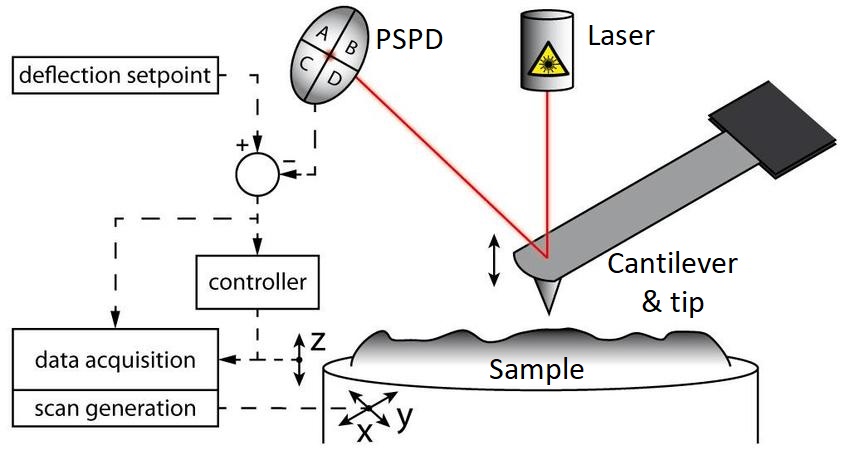 A
B
C
D
PSPD
Laser
deflection setpoint
+
–
controller
Cantilever
& tip
data acquisition
z
Sample
scan generation
x
y